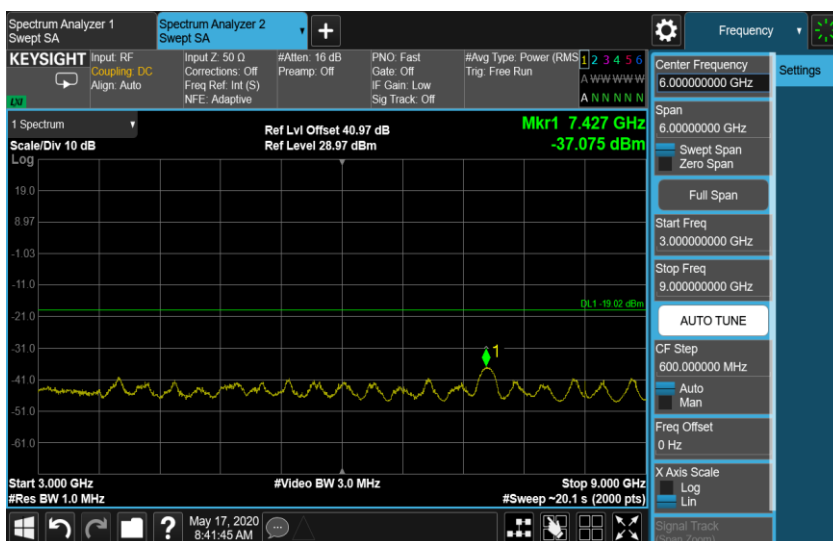 Spectrum Analyzer 1
Swept SA
Spectrum Analyzer 2
Swept SA
Frequency
KEYSIGHT
Input: RF
Coupling: DC
Align: Auto
LXI
Input Z: 50 Ω
Corrections: Off
Freq Ref: Int (S)
NFE: Adaptive
#Atten: 16 dB
Preamp: Off
PNO: Fast
Gate: Off
IF Gain: Low
Sig Track: Off
#Avg Type: Power (RMS
Trig: Free Run
1 2 3 4 5 6
A W W W W W
A N N N N N
1 Spectrum
Scale/Div 10 dB
Log
Ref Lvl Offset 40.97 dB
Ref Level 28.97 dBm
Mkr1 7.427 GHz
-37.075 dBm
19.0
8.97
-1.03
-11.0
-21.0
-31.0
-41.0
-51.0
-61.0
DL1 -19.02 dBm
1
Start 3.000 GHz
#Res BW 1.0 MHz
#Video BW 3.0 MHz
Stop 9.000 GHz
#Sweep ~20.1 s (2000 pts)
Center Frequency
6.000000000 GHz
Span
6.00000000 GHz
Swept Span
Zero Span
Full Span
Start Freq
3.000000000 GHz
Stop Freq
9.000000000 GHz
AUTO TUNE
CF Step
600.000000 MHz
Auto
Man
Freq Offset
0 Hz
X Axis Scale
Log
Lin
Signal Track
(Span Zoom)
Settings
?
May 17, 2020
8:41:45 AM